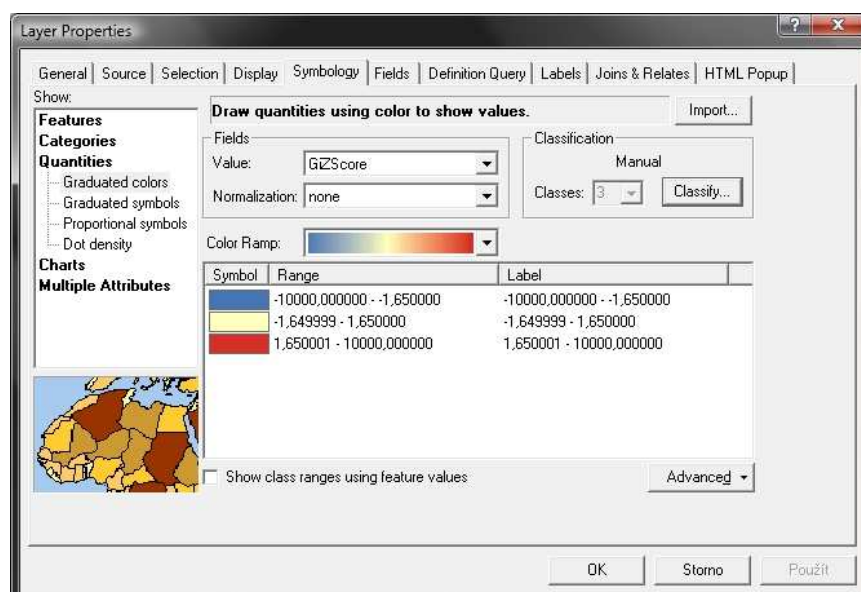 Layer Properties
General Source Selection Display Symbology Fields Definition Query Labels Joins & Relates HTML Popup
Show:
Features
Categories
Quantities
Graduated colors
Graduated symbols
Proportional symbols
Dot density
Charts
Multiple Attributes
Draw quantities using color to show values.
Import...
Fields
Value: GiZScore
Normalization: none
Classification
Manual
Classes: 3 Classify...
Color Ramp:
Symbol Range Label
-10000,000000 - -1,650000 -10000,000000 - -1,650000
-1,649999 - 1,650000 -1,649999 - 1,650000
1,650001 - 10000,000000 1,650001 - 10000,000000
Show class ranges using feature values
Advanced
OK Storno Použít